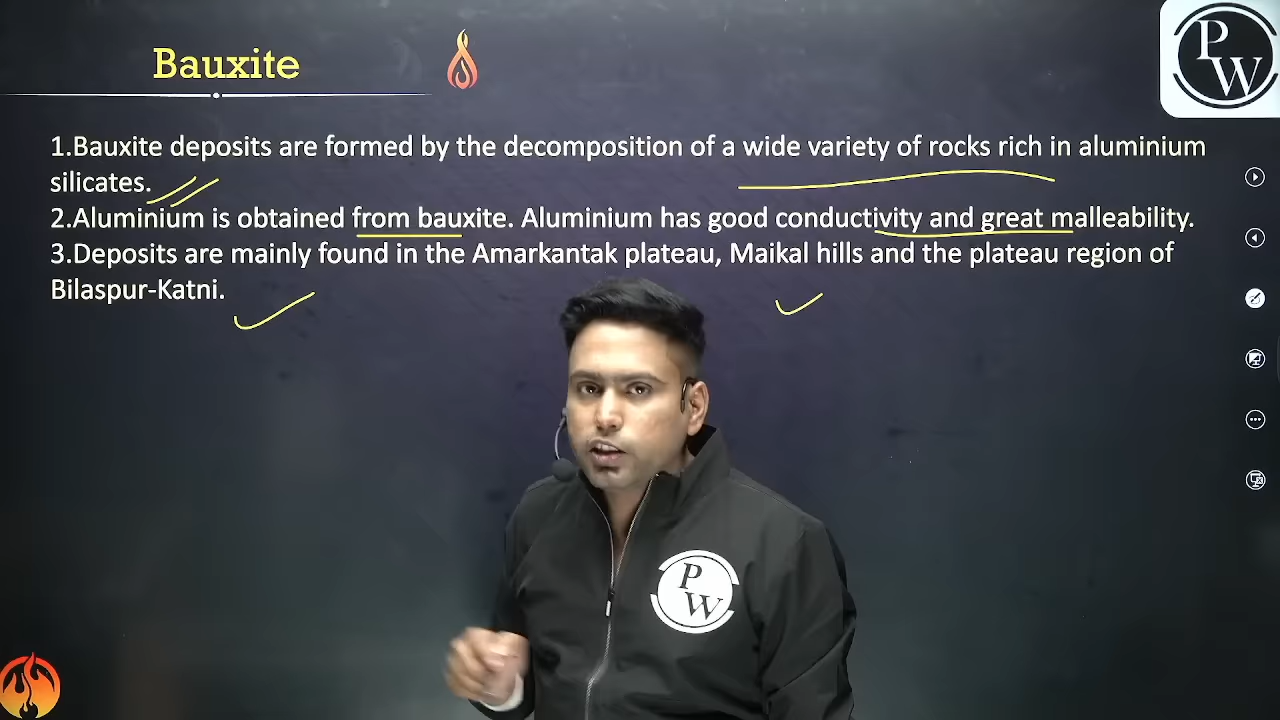 Bauxite
PW
1.Bauxite deposits are formed by the decomposition of a wide variety of rocks rich in aluminium
silicates.
2.Aluminium is obtained from bauxite. Aluminium has good conductivity and great malleability.
3.Deposits are mainly found in the Amarkantak plateau, Maikal hills and the plateau region of
Bilaspur-Katni.
PW